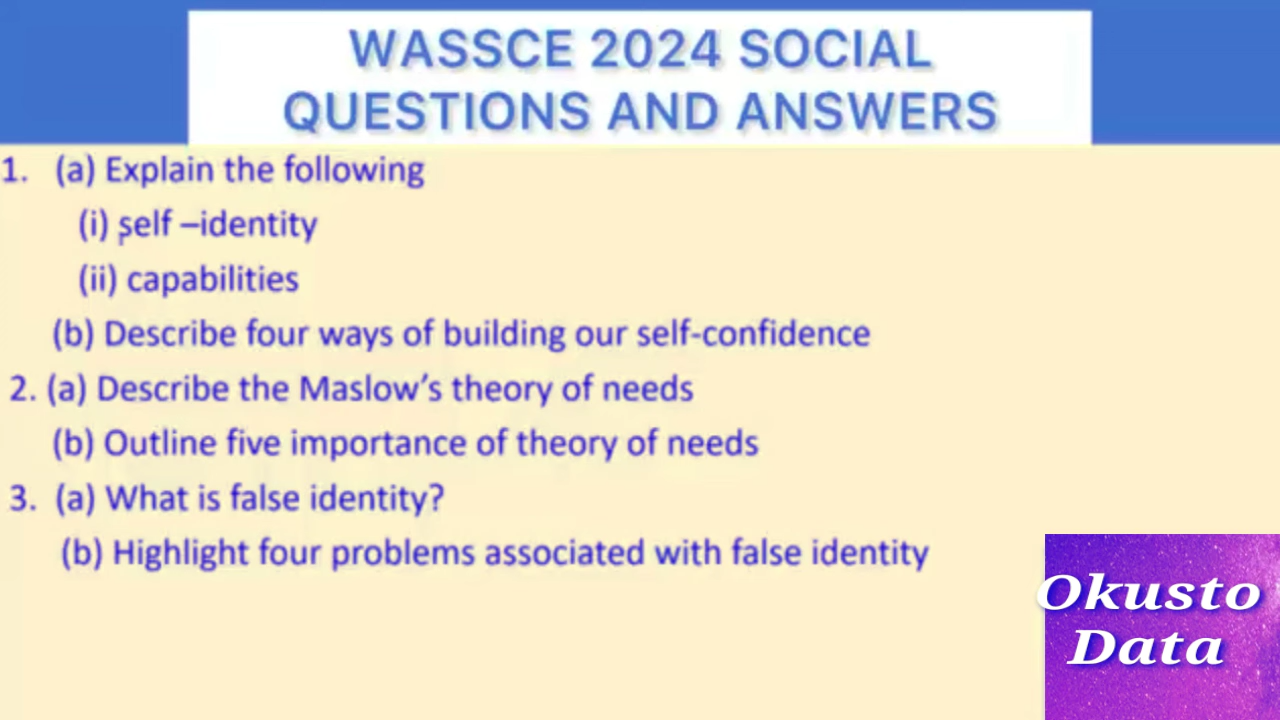 WASSCE 2024 SOCIAL
QUESTIONS AND ANSWERS
1. (a) Explain the following
(i) self –identity
(ii) capabilities
(b) Describe four ways of building our self-confidence
2. (a) Describe the Maslow’s theory of needs
(b) Outline five importance of theory of needs
3. (a) What is false identity?
(b) Highlight four problems associated with false identity
Okusto
Data